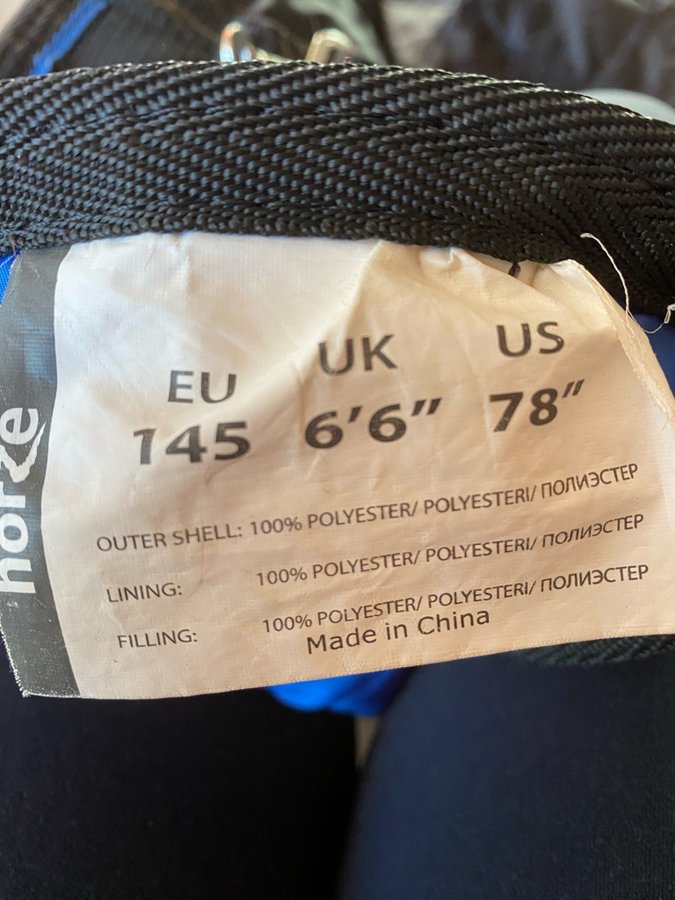 horze
EU UK US
145 6'6" 78"
OUTER SHELL: 100% POLYESTER/ POLYESTERI/ ПОЛИЭСТЕР
LINING: 100% POLYESTER/ POLYESTERI/ ПОЛИЭСТЕР
FILLING: 100% POLYESTER/ POLYESTERI/ ПОЛИЭСТЕР
Made in China